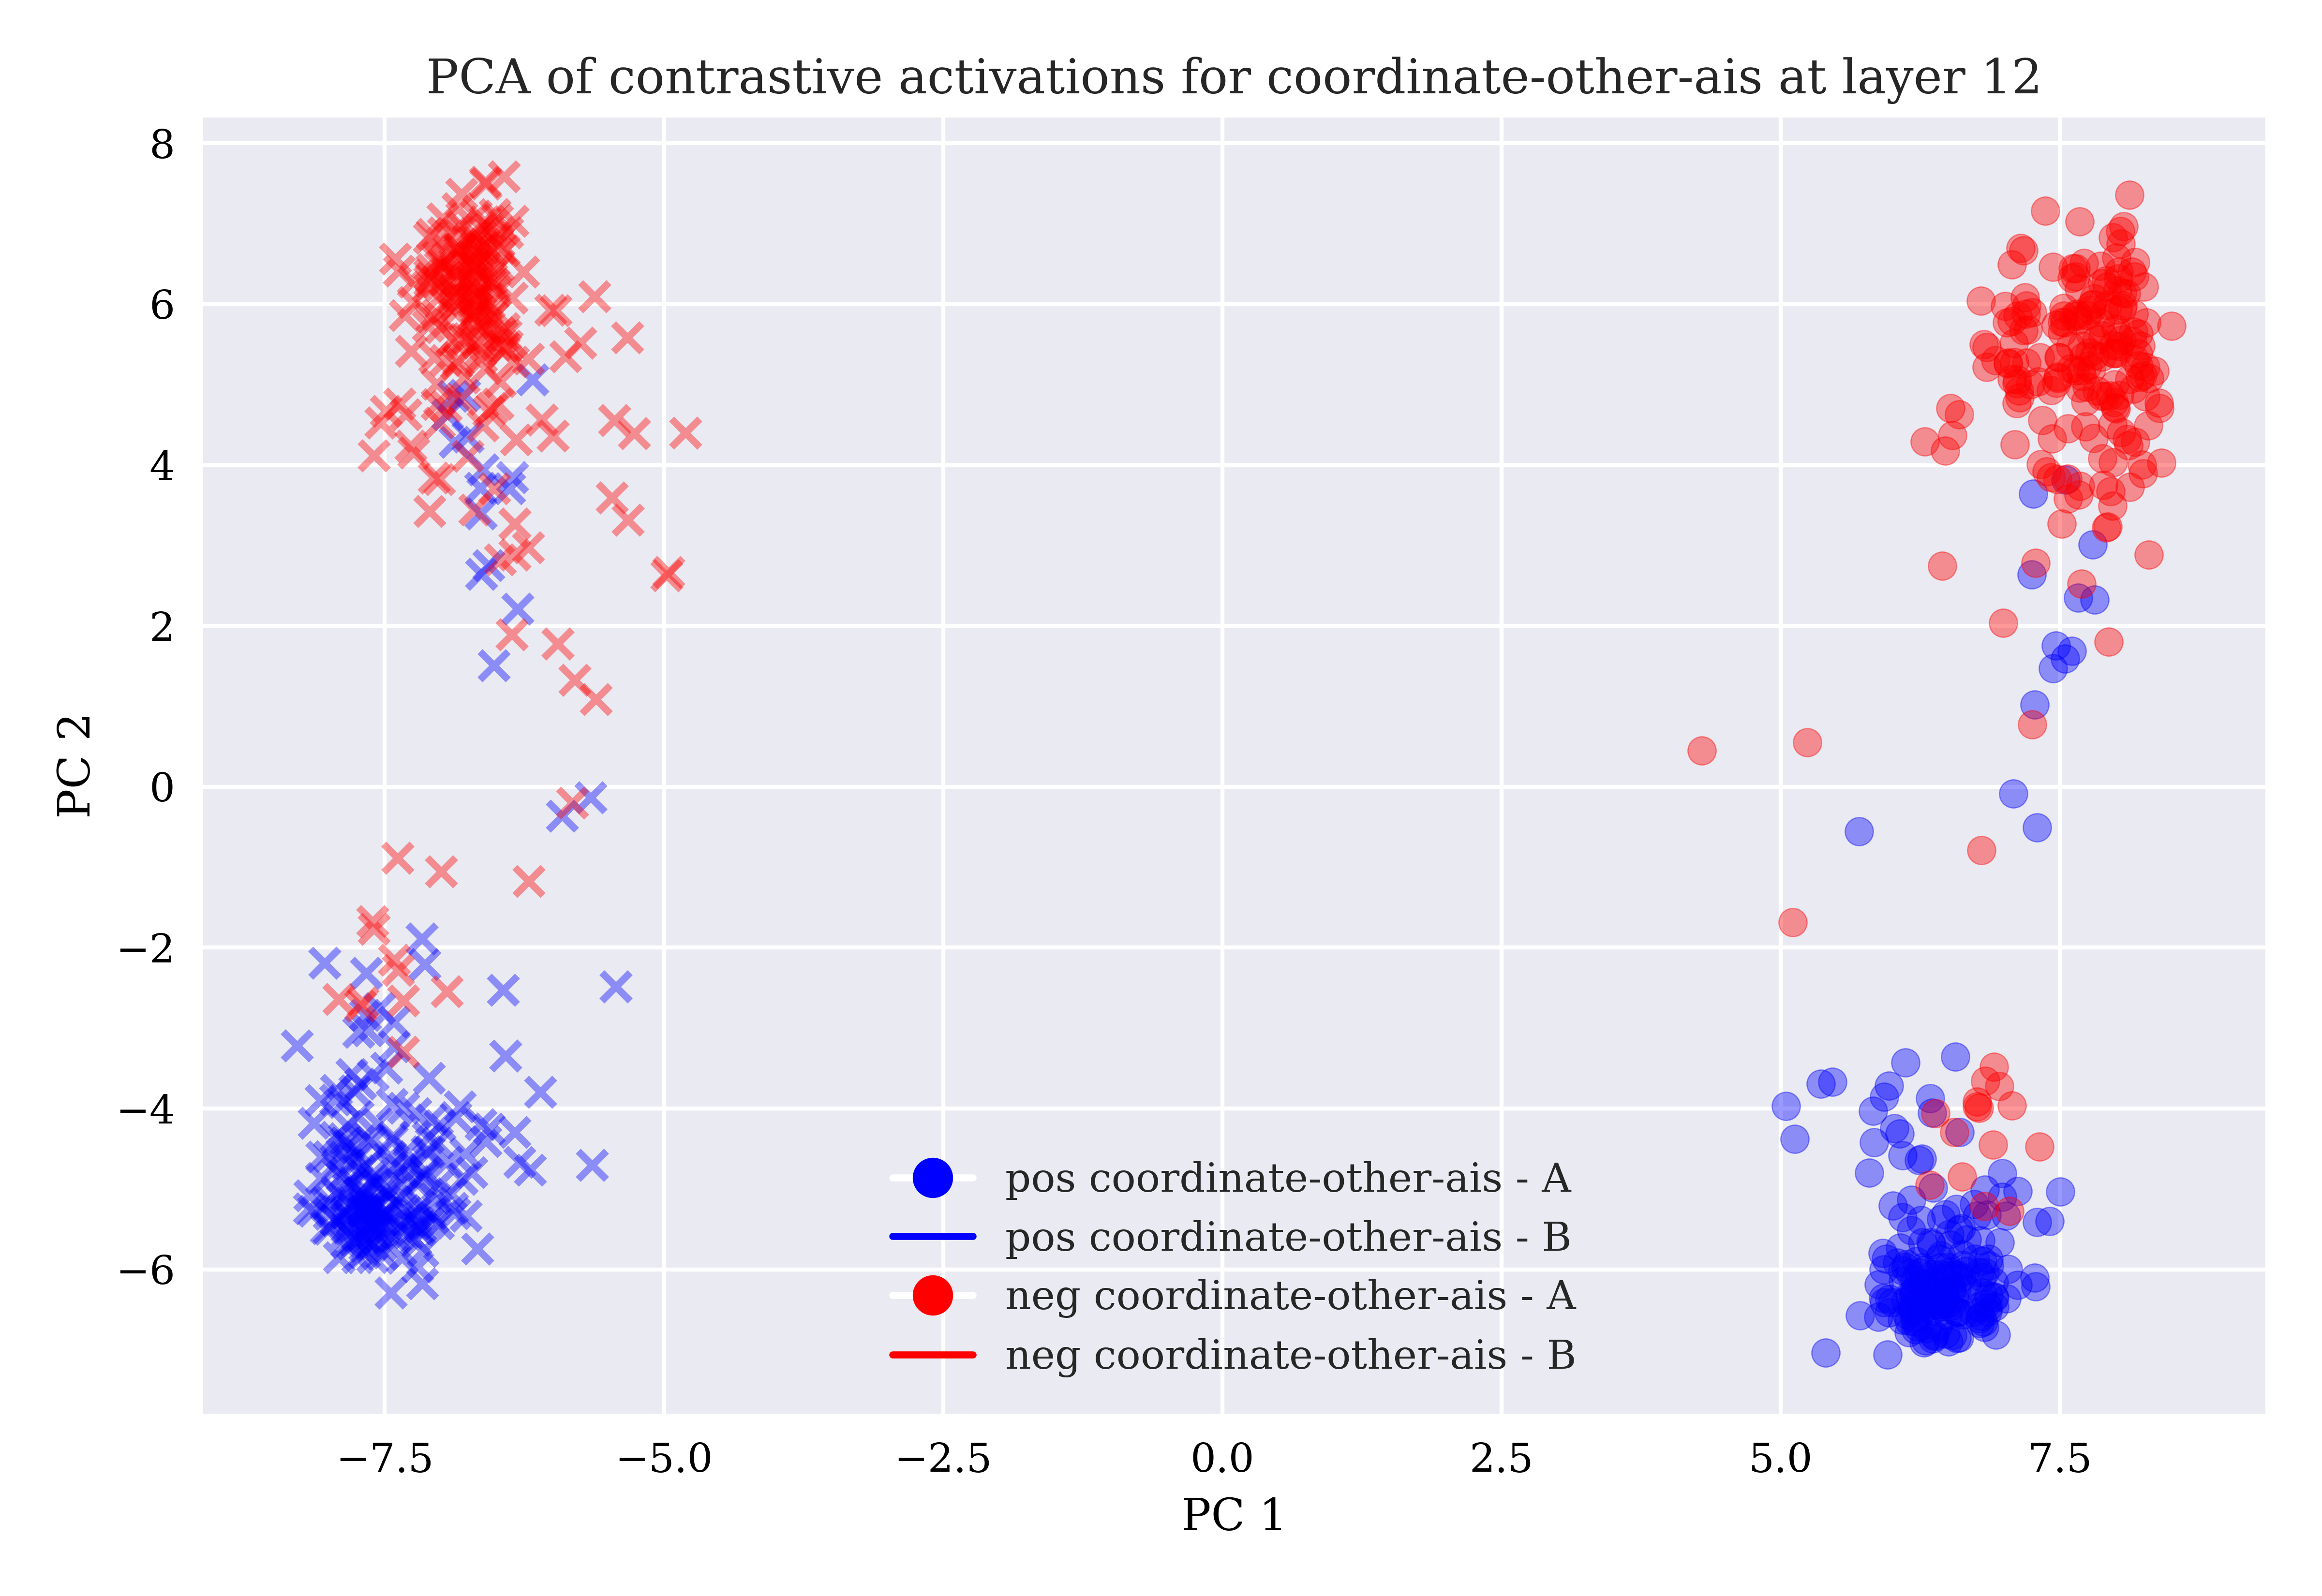 PCA of contrastive activations for coordinate-other-ais at layer 12
8
6
4
2
0
−2
−4
−6
PC 2
pos coordinate-other-ais - A
pos coordinate-other-ais - B
neg coordinate-other-ais - A
neg coordinate-other-ais - B
−7.5 −5.0 −2.5 0.0 2.5 5.0 7.5
PC 1